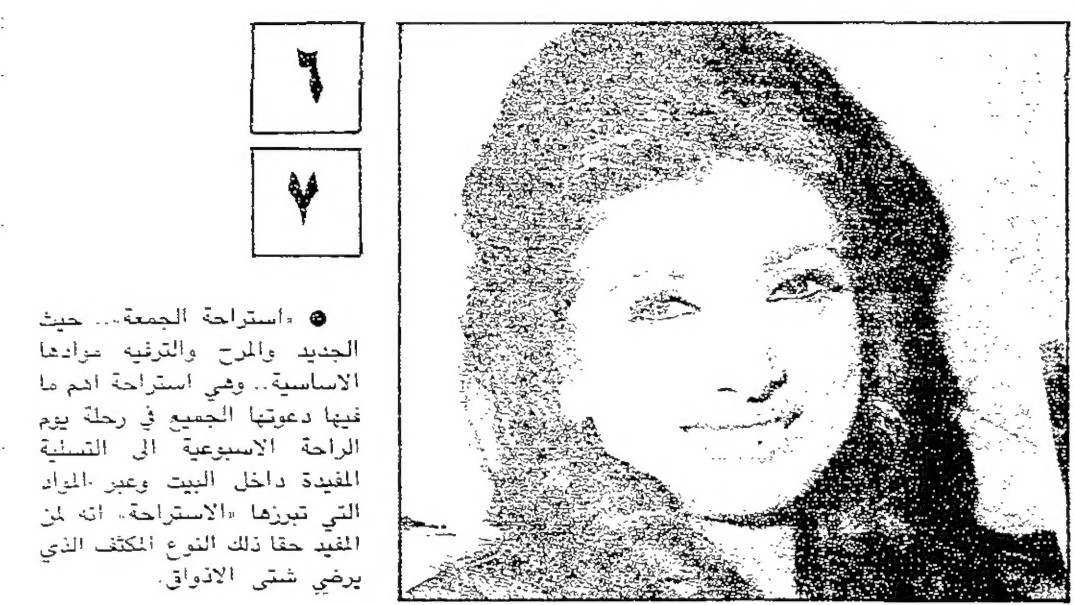 ٦
٧
● «استراحة الجمعة».. حيث
الجديد والمرح والترفيه موادها
الاساسية.. وهي استراحة اهم ما
فيها دعوتها الجميع في رحلة يوم
الراحة الاسبوعية الى التسلية
المفيدة داخل البيت وعبر المواد
التي تبرزها «الاستراحة» انه لمن
المفيد حقا ذلك النوع المكثف الذي
يرضي شتى الاذواق.